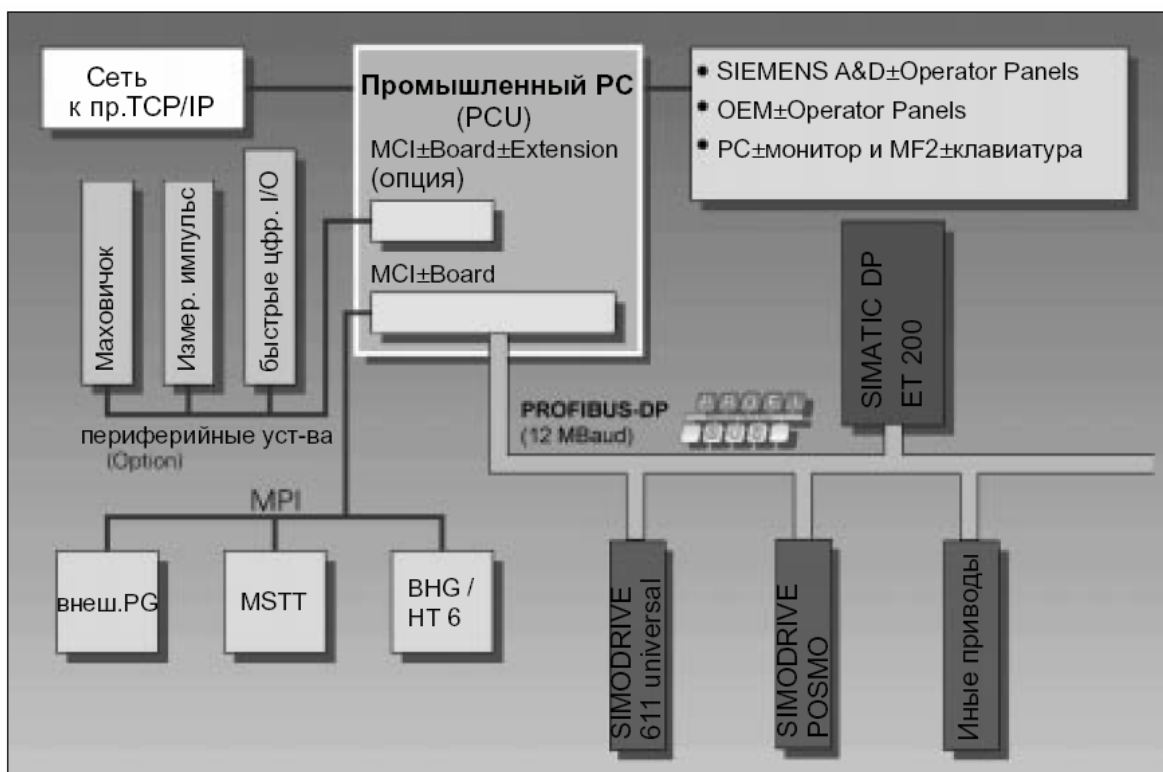 Сеть
к пр.TCP/IP
Промышленный PC
(PCU)
MCI±Board±Extension
(опция)
MCI±Board
• SIEMENS A&D±Operator Panels
• OEM±Operator Panels
• PC±монитор и MF2±клавиатура
Маховичок
Измер. импульс
быстрые цфр. I/O
периферийные уст-ва
(Option)
SIMATIC DP
ET 200
PROFIBUS-DP
(12 MBaud)
BUS
MPI
внеш.PG
MSTT
BHG /
HT 6
SIMODRIVE
611 universal
SIMODRIVE
POSMO
Иные приводы